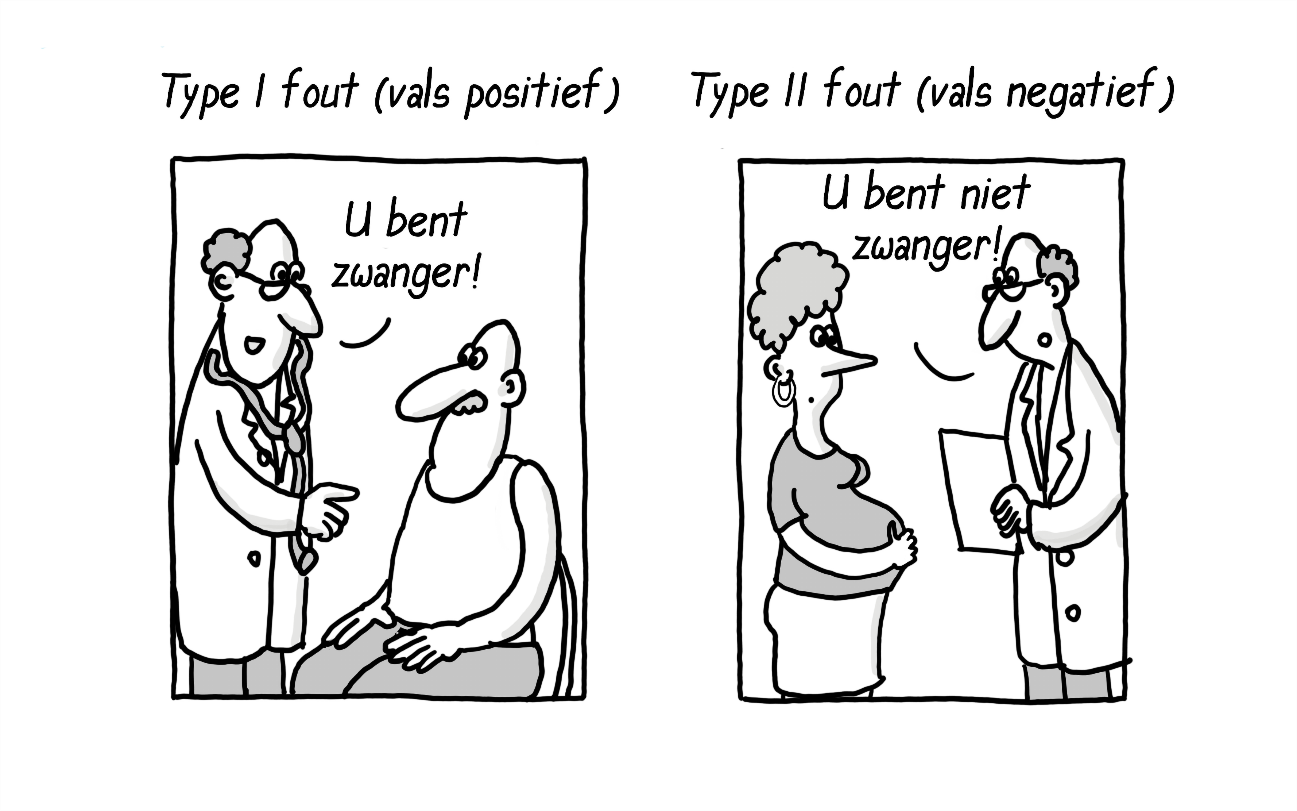 Type I fout (vals positief)
Type II fout (vals negatief)
U bent
zwanger!
U bent niet
zwanger!